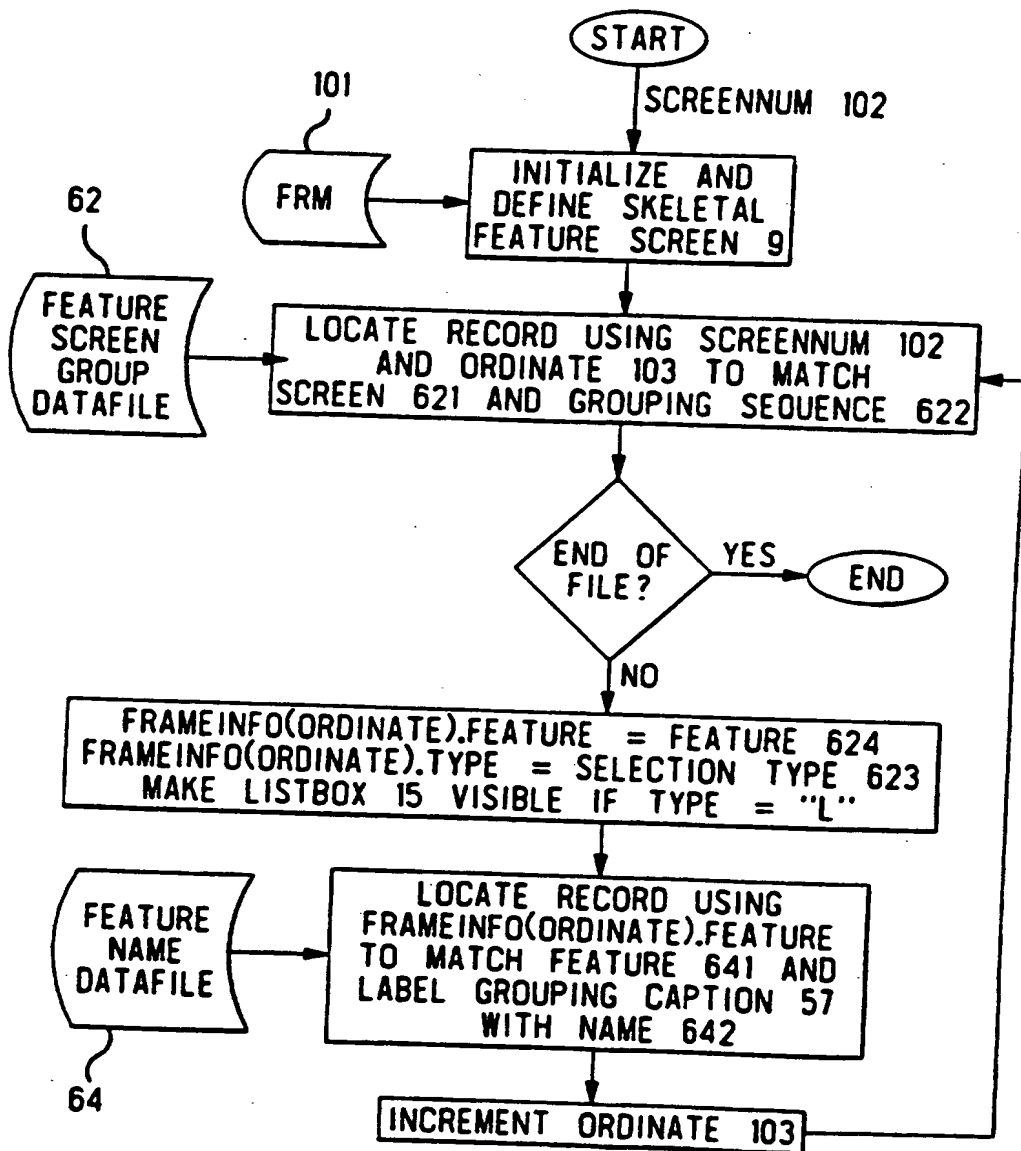 START
SCREENNUM 102
101
FRM
INITIALIZE AND
DEFINE SKELETAL
FEATURE SCREEN 9
62
FEATURE
SCREEN
GROUP
DATAFILE
LOCATE RECORD USING SCREENNUM 102
AND ORDINATE 103 TO MATCH
SCREEN 621 AND GROUPING SEQUENCE 622
END OF
FILE?
YES
END
NO
FRAMEINFO(ORDINATE).FEATURE = FEATURE 624
FRAMEINFO(ORDINATE).TYPE = SELECTION TYPE 623
MAKE LISTBOX 15 VISIBLE IF TYPE = "L"
FEATURE
NAME
DATAFILE
64
LOCATE RECORD USING
FRAMEINFO(ORDINATE).FEATURE
TO MATCH FEATURE 641 AND
LABEL GROUPING CAPTION 57
WITH NAME 642
INCREMENT ORDINATE 103